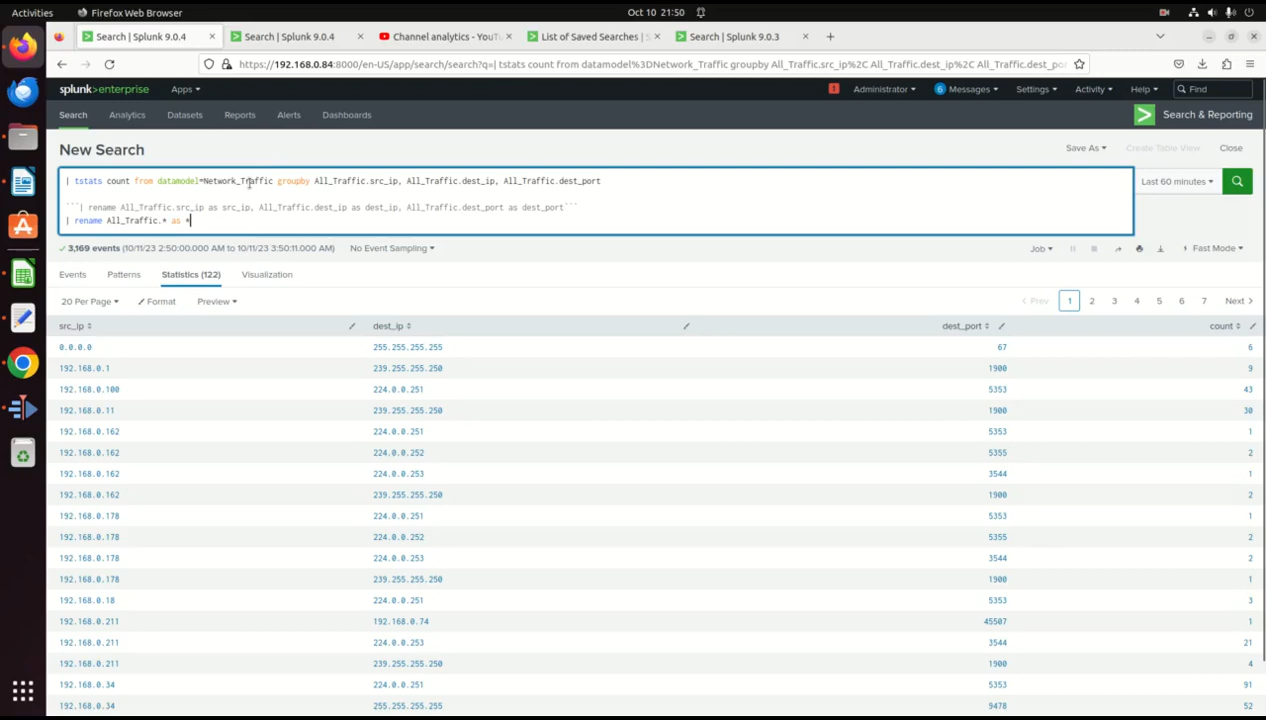 Activities Firefox Web Browser Oct 10 21:50
Search | Splunk 9.0.4 × Search | Splunk 9.0.4 × Channel analytics - YouT × List of Saved Searches | S × Search | Splunk 9.0.3 × +
https://192.168.0.84:8000/en-US/app/search/search?q=| tstats count from datamodel%3DNetwork_Traffic groupby All_Traffic.src_ip%2C All_Traffic.dest_ip%2C All_Traffic.dest_po
splunk>enterprise Apps ▾ ! Administrator ▾ 6 Messages ▾ Settings ▾ Activity ▾ Help ▾ Find
Search Analytics Datasets Reports Alerts Dashboards > Search & Reporting
New Search Save As ▾ Create Table View Close
| tstats count from datamodel=Network_Traffic groupby All_Traffic.src_ip, All_Traffic.dest_ip, All_Traffic.dest_port Last 60 minutes ▾
```| rename All_Traffic.src_ip as src_ip, All_Traffic.dest_ip as dest_ip, All_Traffic.dest_port as dest_port```
| rename All_Traffic.* as *
✓ 3,169 events (10/11/23 2:50:00.000 AM to 10/11/23 3:50:11.000 AM) No Event Sampling ▾ Job ▾ Fast Mode ▾
Events Patterns Statistics (122) Visualization
20 Per Page ▾ Format Preview ▾ < Prev 1 2 3 4 5 6 7 Next >
src_ip dest_ip dest_port count
0.0.0.0 255.255.255.255 67 6
192.168.0.1 239.255.255.250 1900 9
192.168.0.100 224.0.0.251 5353 43
192.168.0.11 239.255.255.250 1900 30
192.168.0.162 224.0.0.251 5353 1
192.168.0.162 224.0.0.252 5355 2
192.168.0.162 224.0.0.253 3544 1
192.168.0.162 239.255.255.250 1900 2
192.168.0.178 224.0.0.251 5353 1
192.168.0.178 224.0.0.252 5355 2
192.168.0.178 224.0.0.253 3544 2
192.168.0.178 239.255.255.250 1900 1
192.168.0.18 224.0.0.251 5353 3
192.168.0.211 192.168.0.74 45507 1
192.168.0.211 224.0.0.253 3544 21
192.168.0.211 239.255.255.250 1900 4
192.168.0.34 224.0.0.251 5353 91
192.168.0.34 255.255.255.255 9478 52